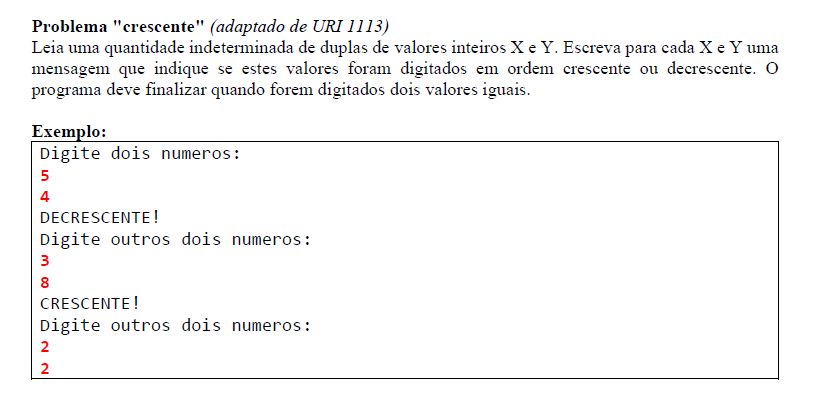 Problema "crescente" (adaptado de URI 1113)
Leia uma quantidade indeterminada de duplas de valores inteiros X e Y. Escreva para cada X e Y uma
mensagem que indique se estes valores foram digitados em ordem crescente ou decrescente. O
programa deve finalizar quando forem digitados dois valores iguais.
Exemplo:
Digite dois numeros:
5
4
DECRESCENTE!
Digite outros dois numeros:
3
8
CRESCENTE!
Digite outros dois numeros:
2
2